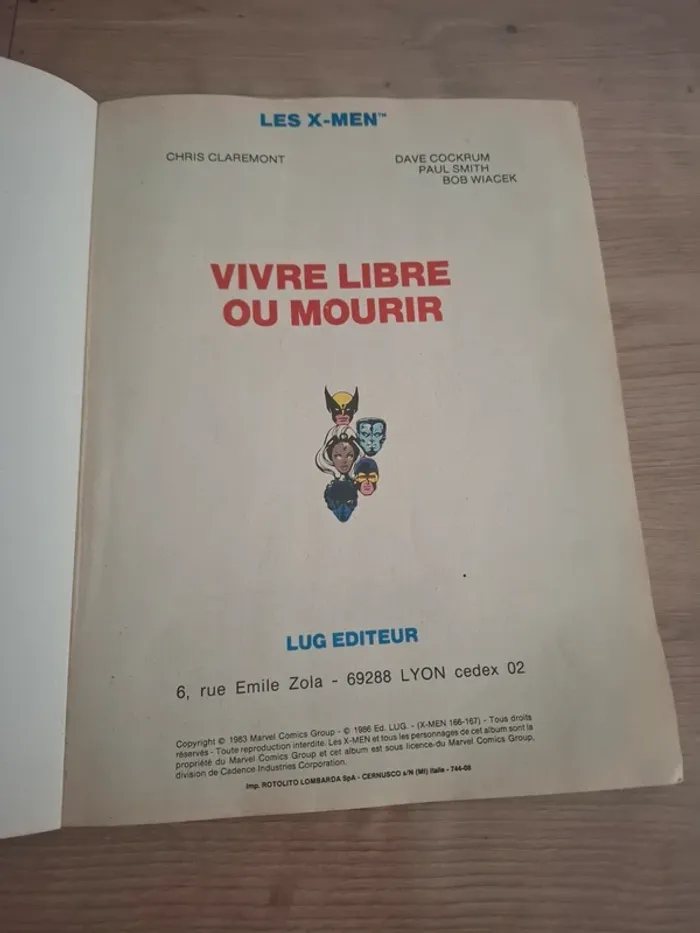 LES X-MEN™
CHRIS CLAREMONT
DAVE COCKRUM
PAUL SMITH
BOB WIACEK
VIVRE LIBRE
OU MOURIR
LUG EDITEUR
6, rue Emile Zola - 69288 LYON cedex 02
Copyright © 1983 Marvel Comics Group - © 1986 Ed. LUG. - (X-MEN 166-167) - Tous droits
réservés - Toute reproduction interdite. Les X-MEN et tous les personnages de cet album sont la
propriété du Marvel Comics Group et cet album est sous licence du Marvel Comics Group,
division de Cadence Industries Corporation.
Imp. ROTOLITO LOMBARDA SpA - CERNUSCO s/N (MI) Italie - 744-06